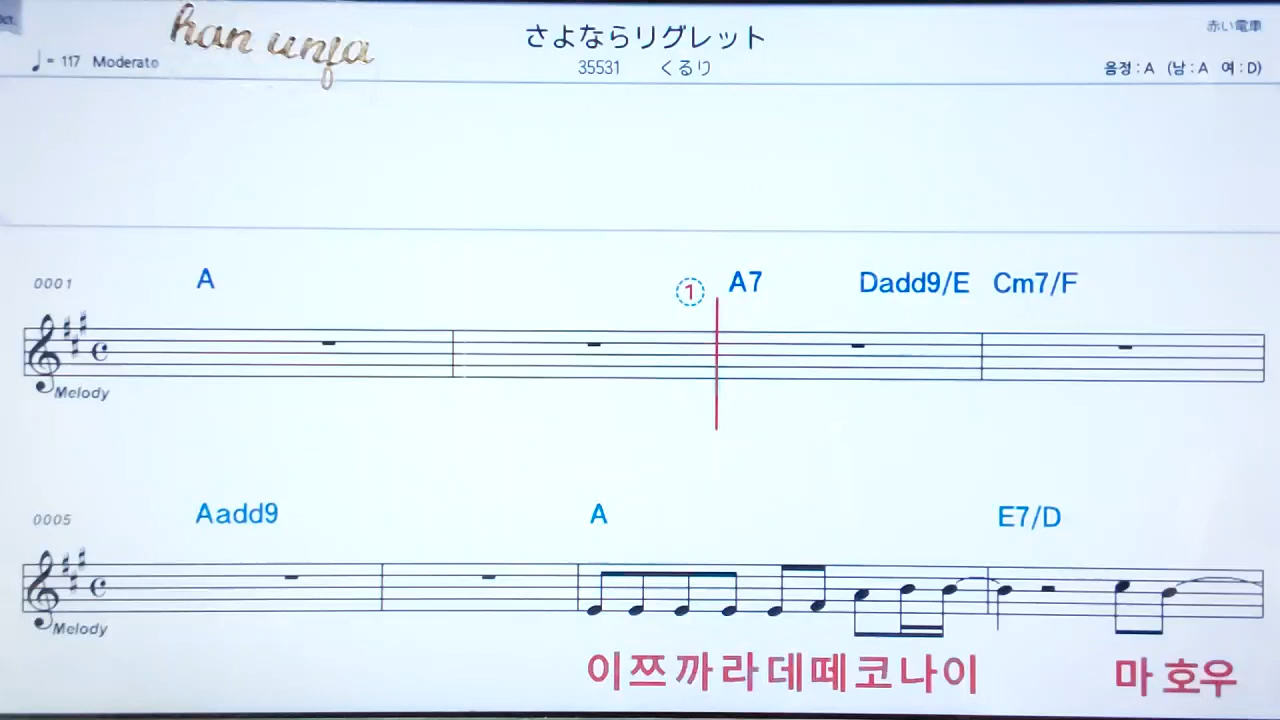 han unfa
さよならリグレット
赤い電車
♩= 117 Moderato
35531 くるり
음정 : A (남 : A 여 : D)
0001
A ① A7 Dadd9/E Cm7/F
Melody
0005
Aadd9 A E7/D
Melody
이쯔까라데떼코나이 마호우